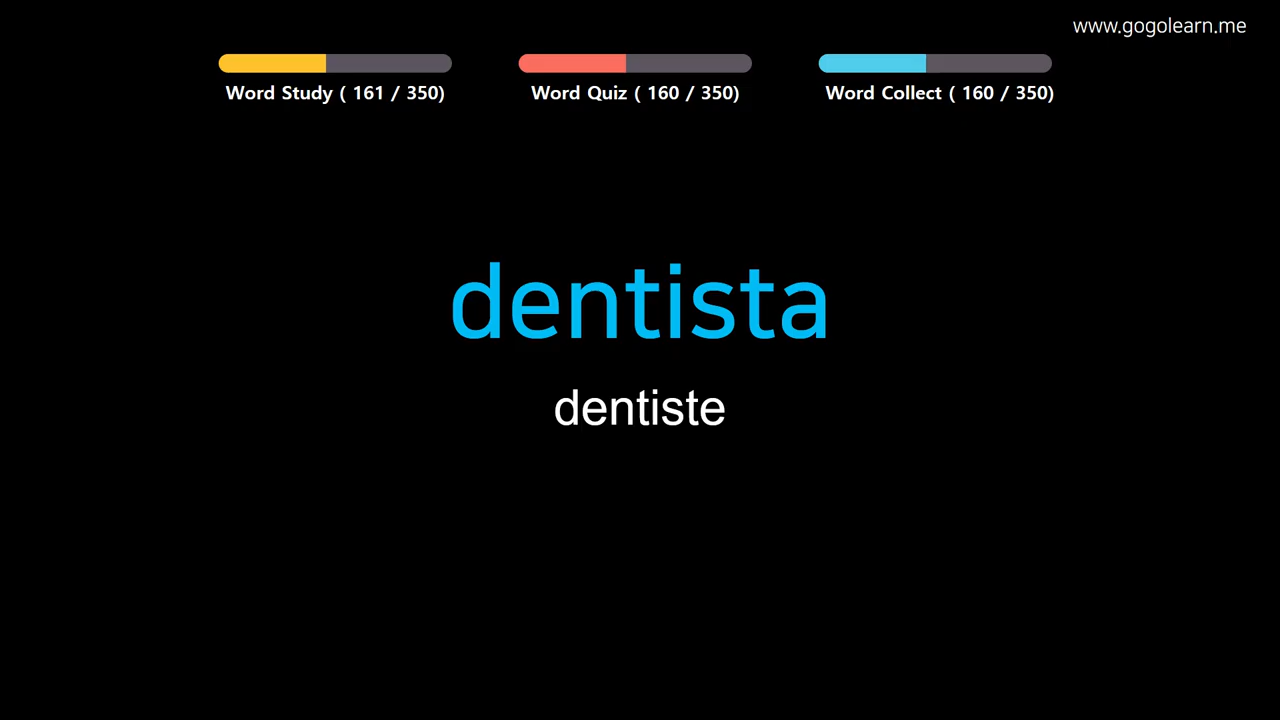 www.gogolearn.me
Word Study ( 161 / 350)
Word Quiz ( 160 / 350)
Word Collect ( 160 / 350)
dentista
dentiste